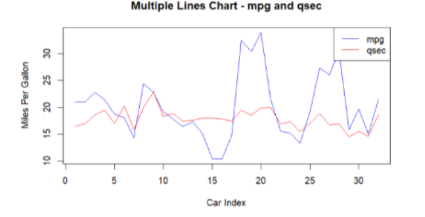 Multiple Lines Chart - mpg and qsec
mpg
qsec
Miles Per Gallon
30
25
20
15
10
0 5 10 15 20 25 30
Car Index